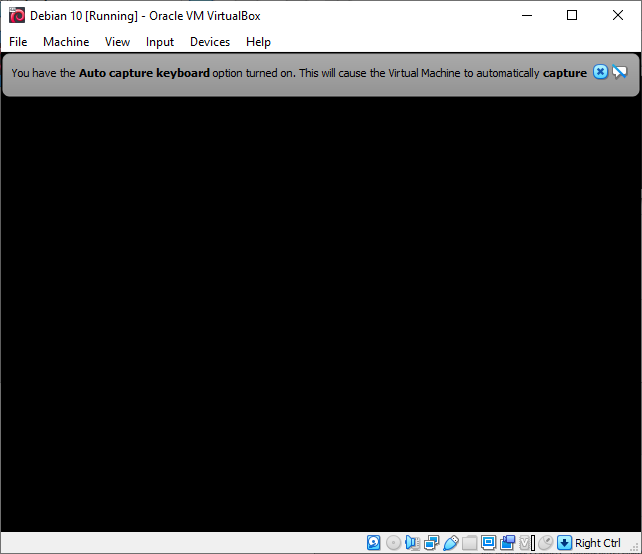 Debian 10 [Running] - Oracle VM VirtualBox
File Machine View Input Devices Help
You have the Auto capture keyboard option turned on. This will cause the Virtual Machine to automatically capture
Right Ctrl